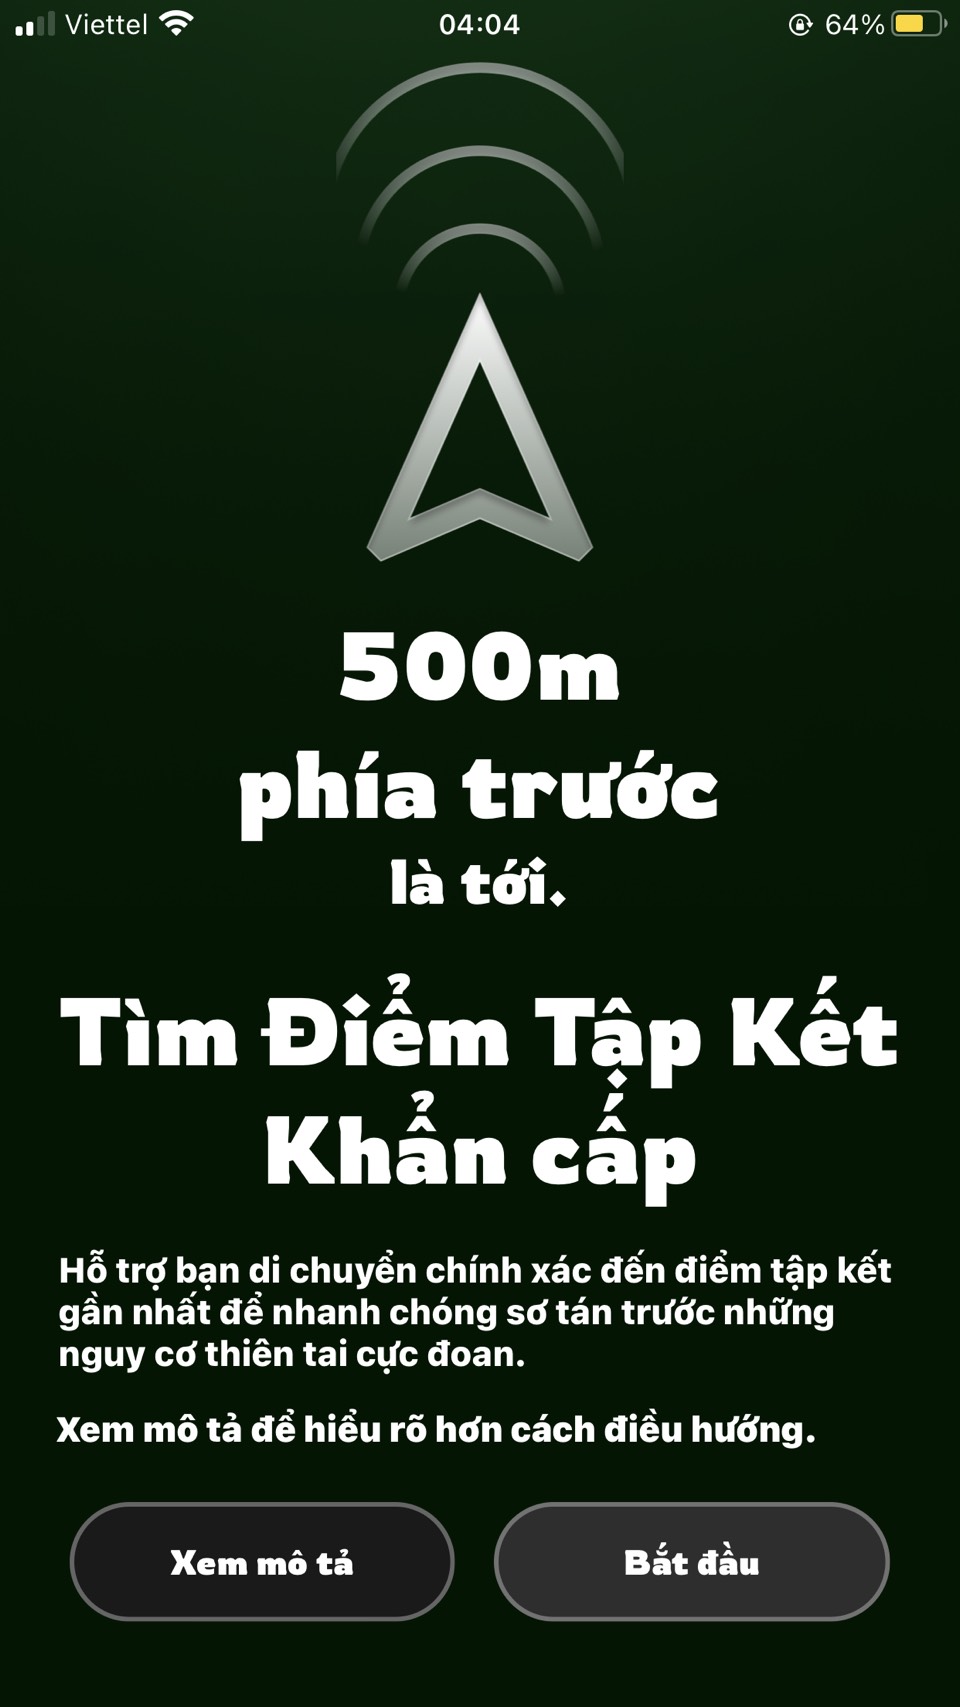 Viettel 04:04 64%
500m
phía trước
là tới.
Tìm Điểm Tập Kết
Khẩn cấp
Hỗ trợ bạn di chuyển chính xác đến điểm tập kết
gần nhất để nhanh chóng sơ tán trước những
nguy cơ thiên tai cực đoan.
Xem mô tả để hiểu rõ hơn cách điều hướng.
Xem mô tả Bắt đầu